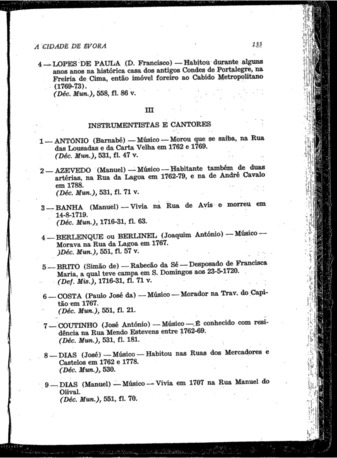 A CIDADE DE EVORA 135
4 — LOPES DE PAULA (D. Francisco) — Habitou durante alguns
anos anos na histórica casa dos antigos Condes de Portalegre, na
Freiria de Cima, então imóvel foreiro ao Cabido Metropolitano
(1769-73).
(Déc. Mun.), 558, fl. 86 v.
III
INSTRUMENTISTAS E CANTORES
1 — ANTÓNIO (Barnabé) — Músico — Morou que se saiba, na Rua
das Lousadas e da Carta Velha em 1762 e 1769.
(Déc. Mun.), 531, fl. 47 v.
2 — AZEVEDO (Manuel) — Músico — Habitante também de duas
artérias, na Rua da Lagoa em 1762-79, e na de André Cavalo
em 1788.
(Déc. Mun.), 531, fl. 71 v.
3 — BANHA (Manuel) — Vivia na Rua de Avis e morreu em
14-8-1719.
(Déc. Mun.), 1716-31, fl. 63.
4 — BERLENQUE ou BERLINEL (Joaquim António) — Músico —
Morava na Rua da Lagoa em 1767.
)Déc. Mun.), 551, fl. 57 v.
5 — BRITO (Simão de) — Rabecão da Sé — Desposado de Francisca
Maria, a qual teve campa em S. Domingos aos 23-5-1720.
(Def. Mis.), 1716-31, fl. 71 v.
6 — COSTA (Paulo José da) — Músico — Morador na Trav. do Capi-
tão em 1767.
(Déc. Mun.), 551, fl. 21.
7 — COUTINHO (José António) — Músico — É conhecido com resi-
dência na Rua Mendo Estevens entre 1762-69.
(Déc. Mun.), 531, fl. 181.
8 — DIAS (José) — Músico — Habitou nas Ruas dos Mercadores e
Castelos em 1762 e 1778.
(Déc. Mun.), 530.
9 — DIAS (Manuel) — Músico — Vivia em 1707 na Rua Manuel do
Olival.
(Déc. Mun.), 551, fl. 70.